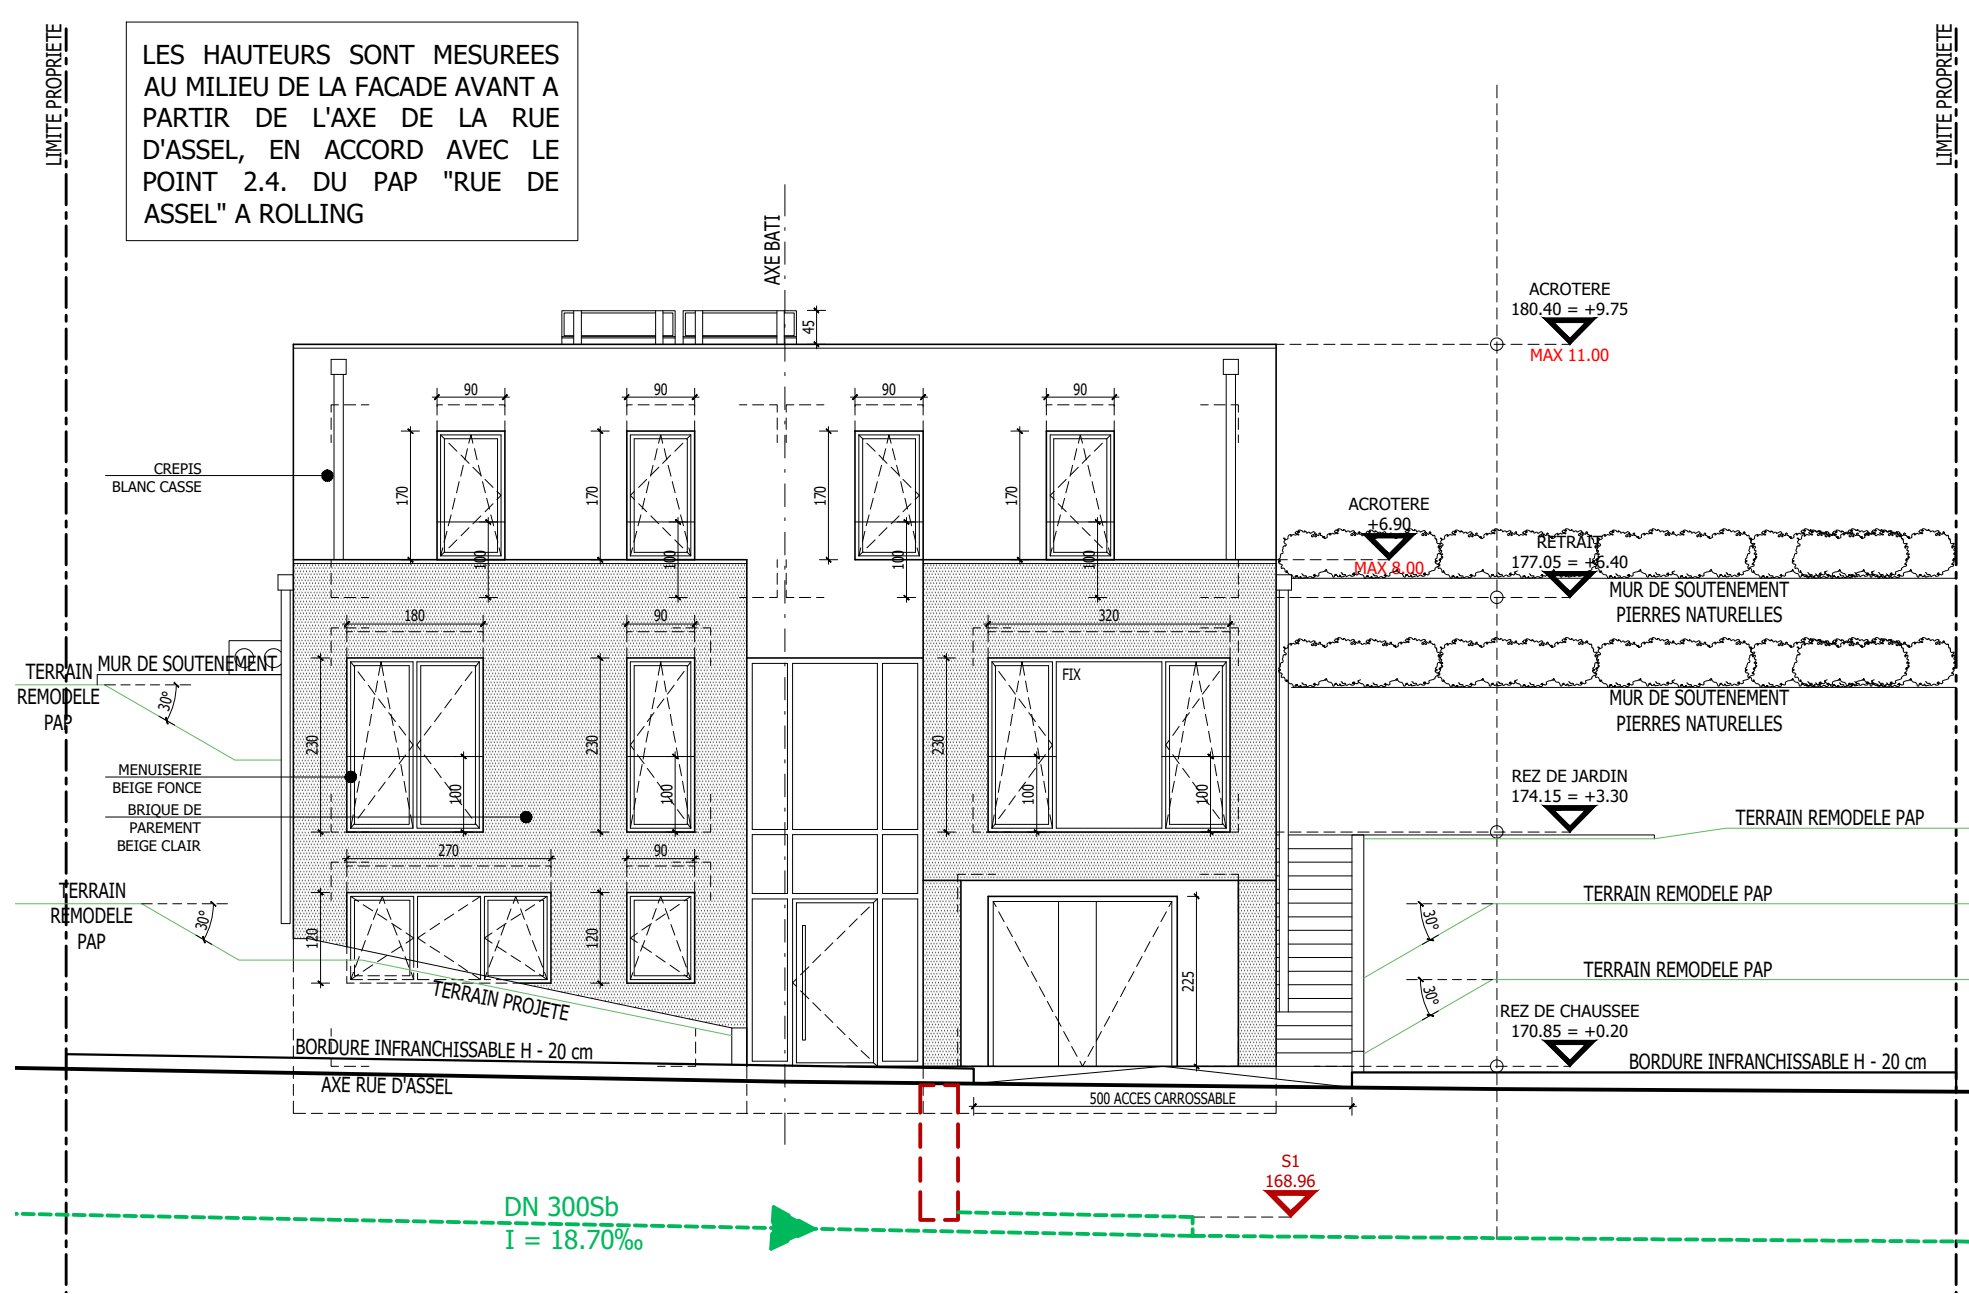 LIMITE PROPRIETE
LES HAUTEURS SONT MESUREES
AU MILIEU DE LA FACADE AVANT A
PARTIR DE L'AXE DE LA RUE
D'ASSEL, EN ACCORD AVEC LE
POINT 2.4. DU PAP "RUE DE
ASSEL" A ROLLING
LIMITE PROPRIETE
AXE BATI
45
ACROTERE
180.40 = +9.75
MAX 11.00
90
90
90
90
CREPIS
BLANC CASSE
170
170
170
170
100
100
100
100
ACROTERE
+6.90
MAX 8.00
RETRAIT
177.05 = +6.40
MUR DE SOUTENEMENT
PIERRES NATURELLES
180
90
320
MUR DE SOUTENEMENT
TERRAIN
REMODELE
PAP
30°
FIX
MUR DE SOUTENEMENT
PIERRES NATURELLES
230
230
230
100
100
100
100
MENUISERIE
BEIGE FONCE
BRIQUE DE
PAREMENT
BEIGE CLAIR
REZ DE JARDIN
174.15 = +3.30
TERRAIN REMODELE PAP
270
90
TERRAIN
REMODELE
PAP
30°
120
120
TERRAIN REMODELE PAP
30°
TERRAIN REMODELE PAP
30°
225
TERRAIN PROJETE
REZ DE CHAUSSEE
170.85 = +0.20
BORDURE INFRANCHISSABLE H - 20 cm
BORDURE INFRANCHISSABLE H - 20 cm
AXE RUE D'ASSEL
500 ACCES CARROSSABLE
S1
168.96
DN 300Sb
I = 18.70‰